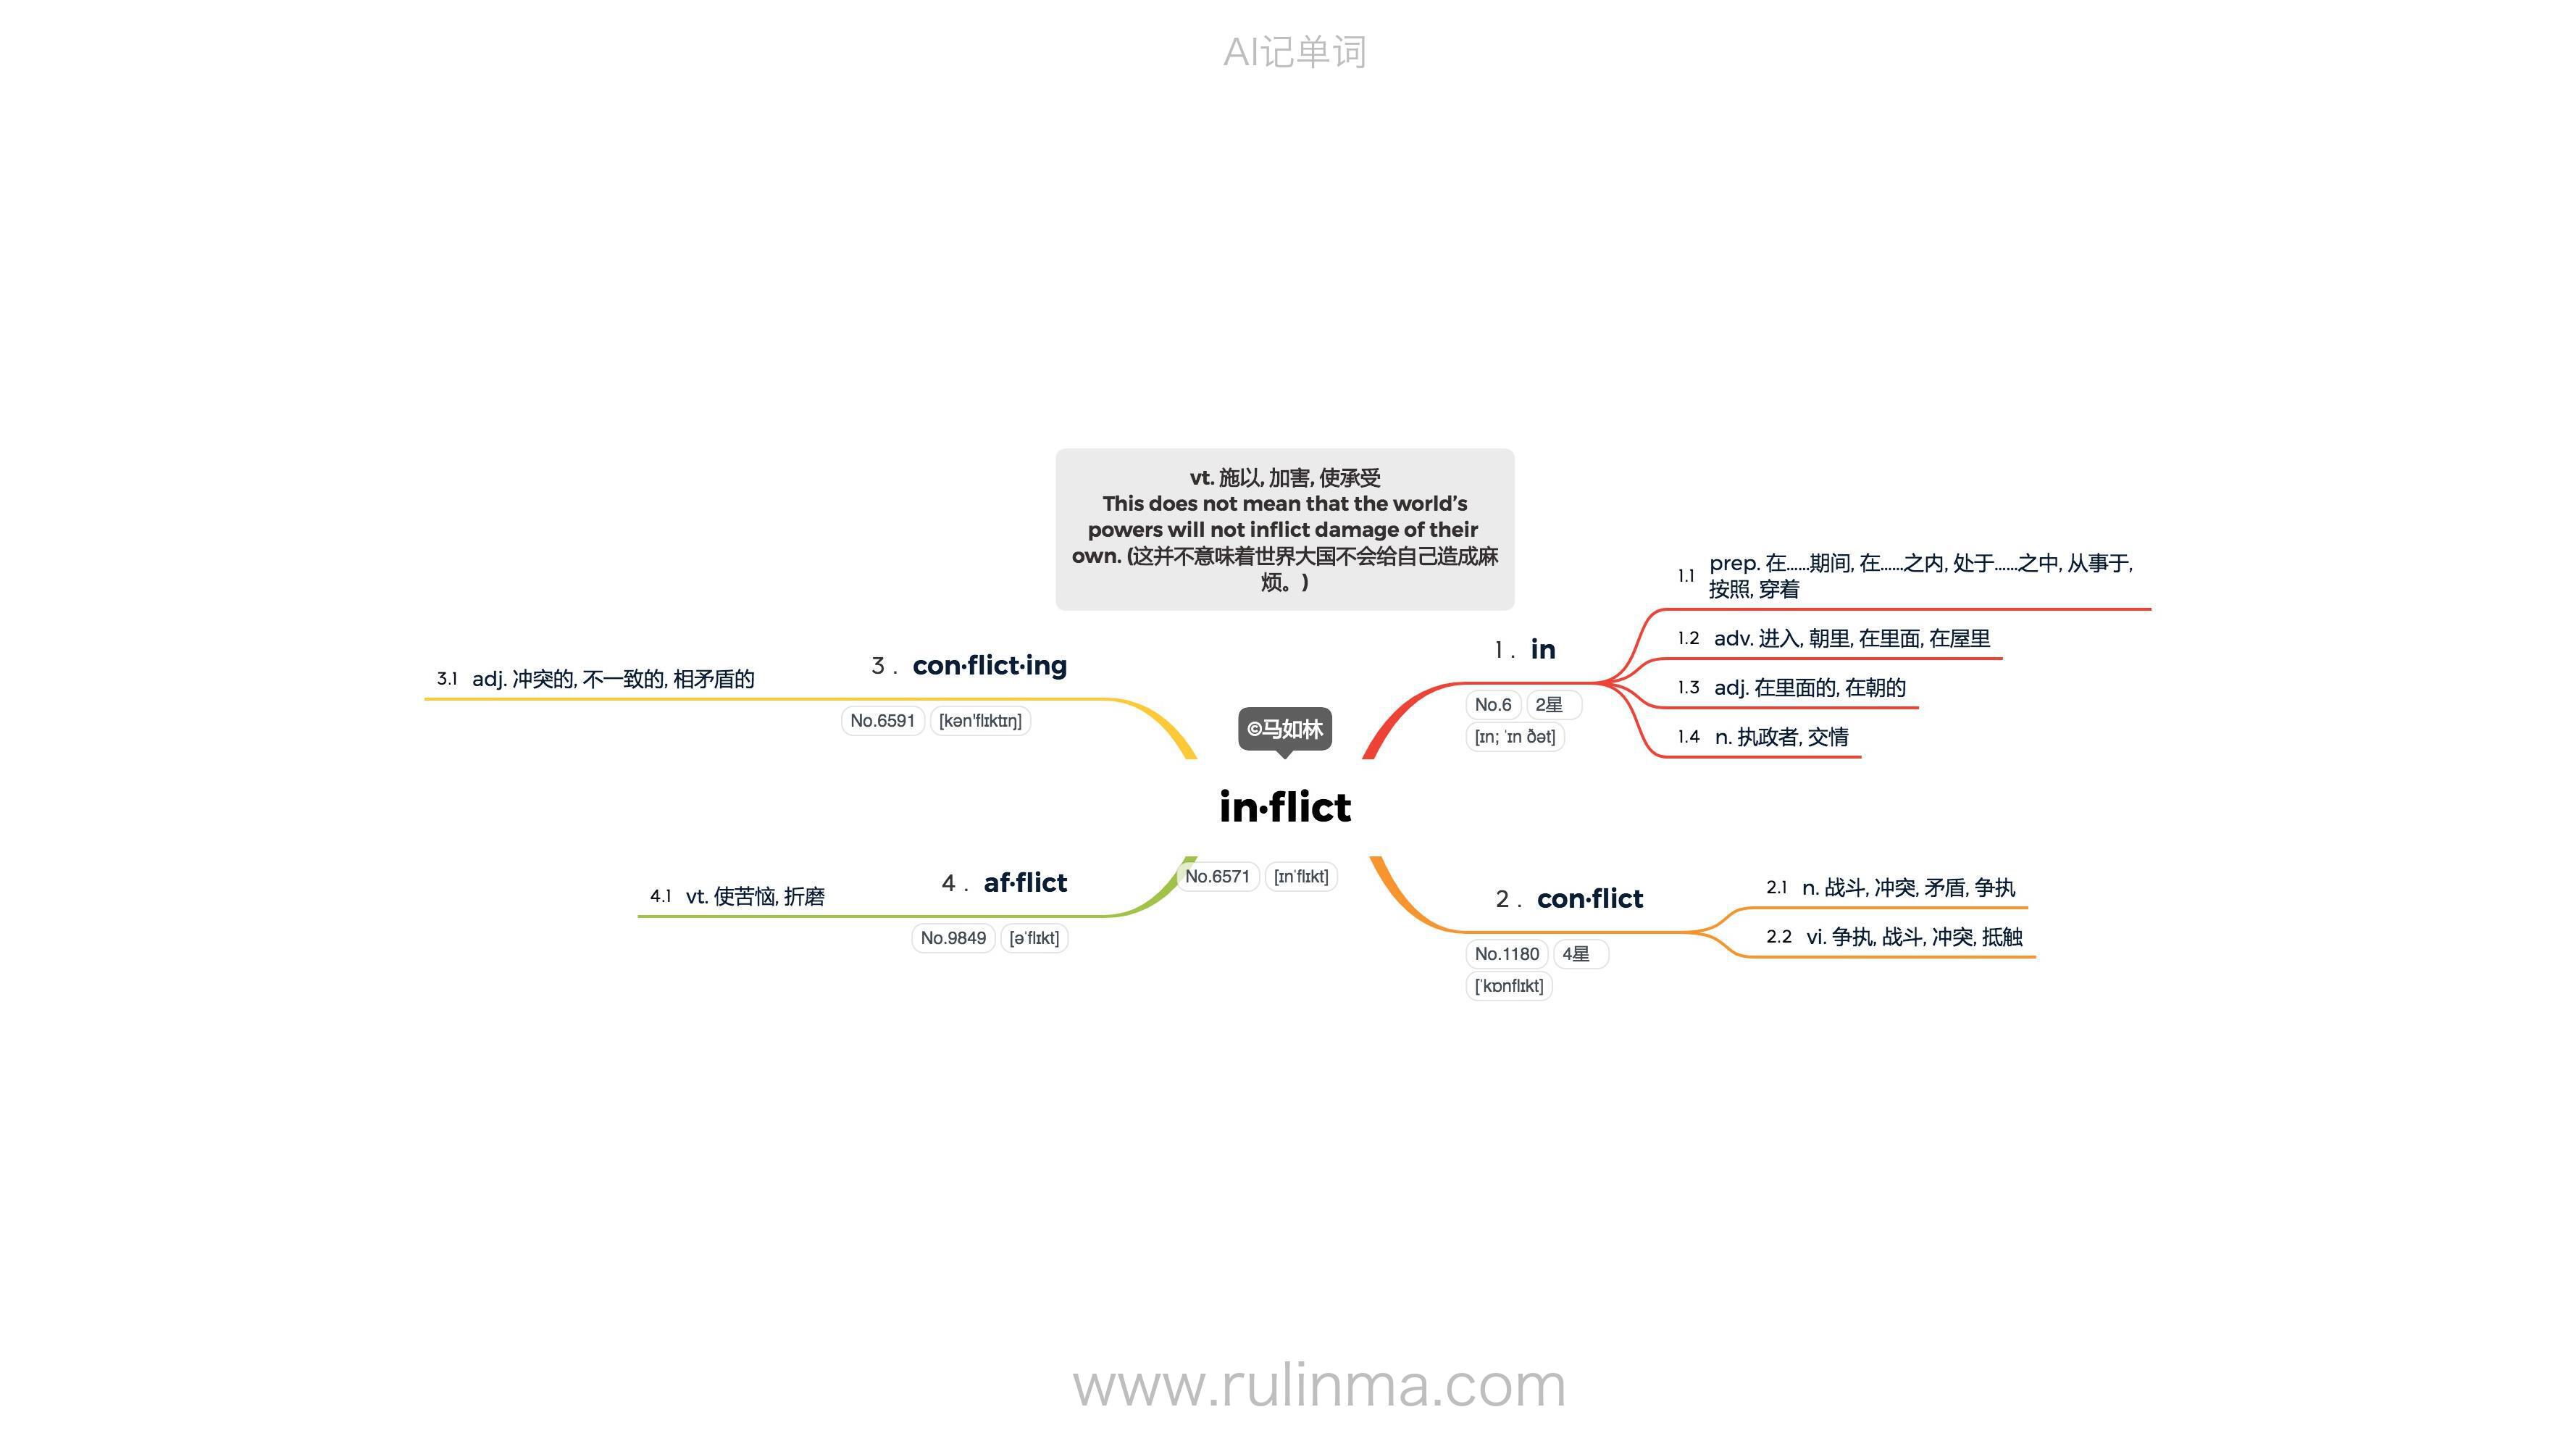 AI记单词
vt. 施以, 加害, 使承受
This does not mean that the world’s
powers will not inflict damage of their
own. (这并不意味着世界大国不会给自己造成麻
烦。)
©马如林
in·flict
No.6571 [ɪnˈflɪkt]
1 . in
No.6 2星
[ɪn; ˈɪn ðət]
1.1 prep. 在……期间, 在……之内, 处于……之中, 从事于,
按照, 穿着
1.2 adv. 进入, 朝里, 在里面, 在屋里
1.3 adj. 在里面的, 在朝的
1.4 n. 执政者, 交情
2 . con·flict
No.1180 4星
[ˈkɒnflɪkt]
2.1 n. 战斗, 冲突, 矛盾, 争执
2.2 vi. 争执, 战斗, 冲突, 抵触
3 . con·flict·ing
No.6591 [kən'flɪktɪŋ]
3.1 adj. 冲突的, 不一致的, 相矛盾的
4 . af·flict
No.9849 [əˈflɪkt]
4.1 vt. 使苦恼, 折磨
www.rulinma.com